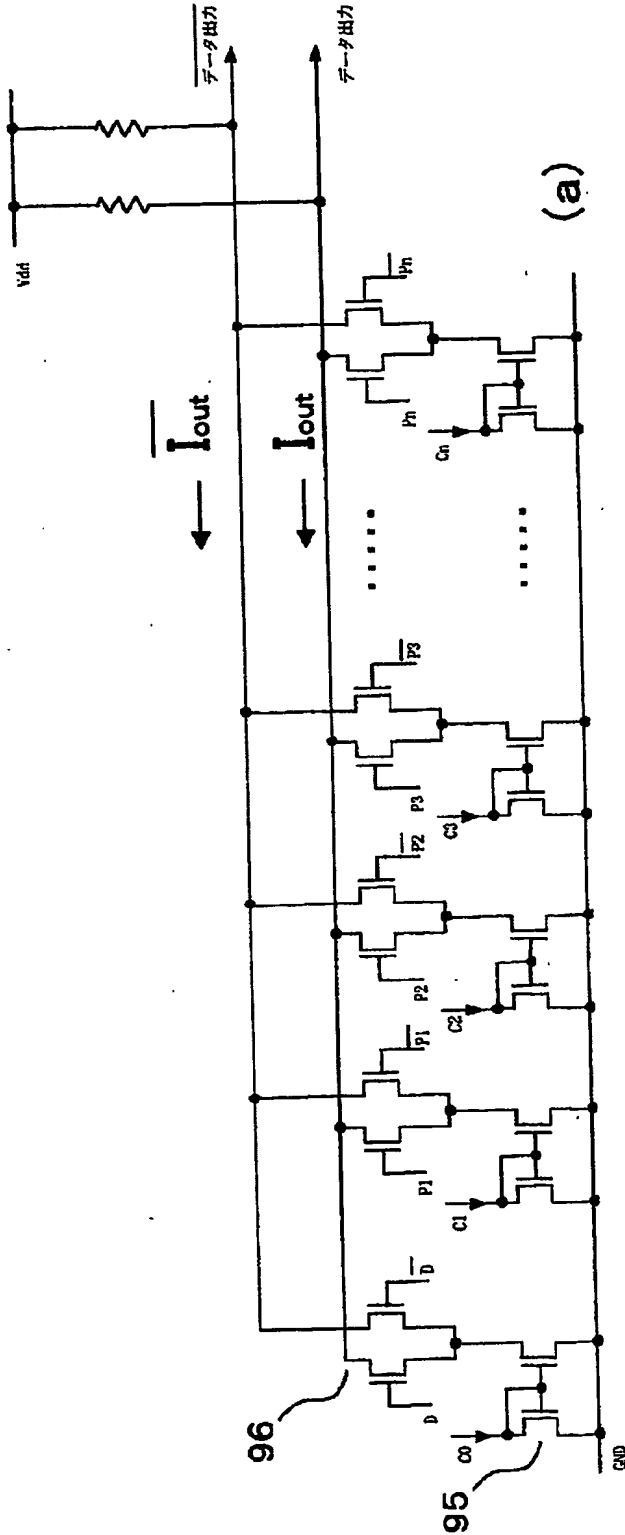 Vdd
データ出力
データ出力
Iout
Iout
(a)
96
D
D
P1
P1
P2
P2
P3
P3
.....
Pn
Pn
95
C0
C1
C2
C3
.....
Cn
GND